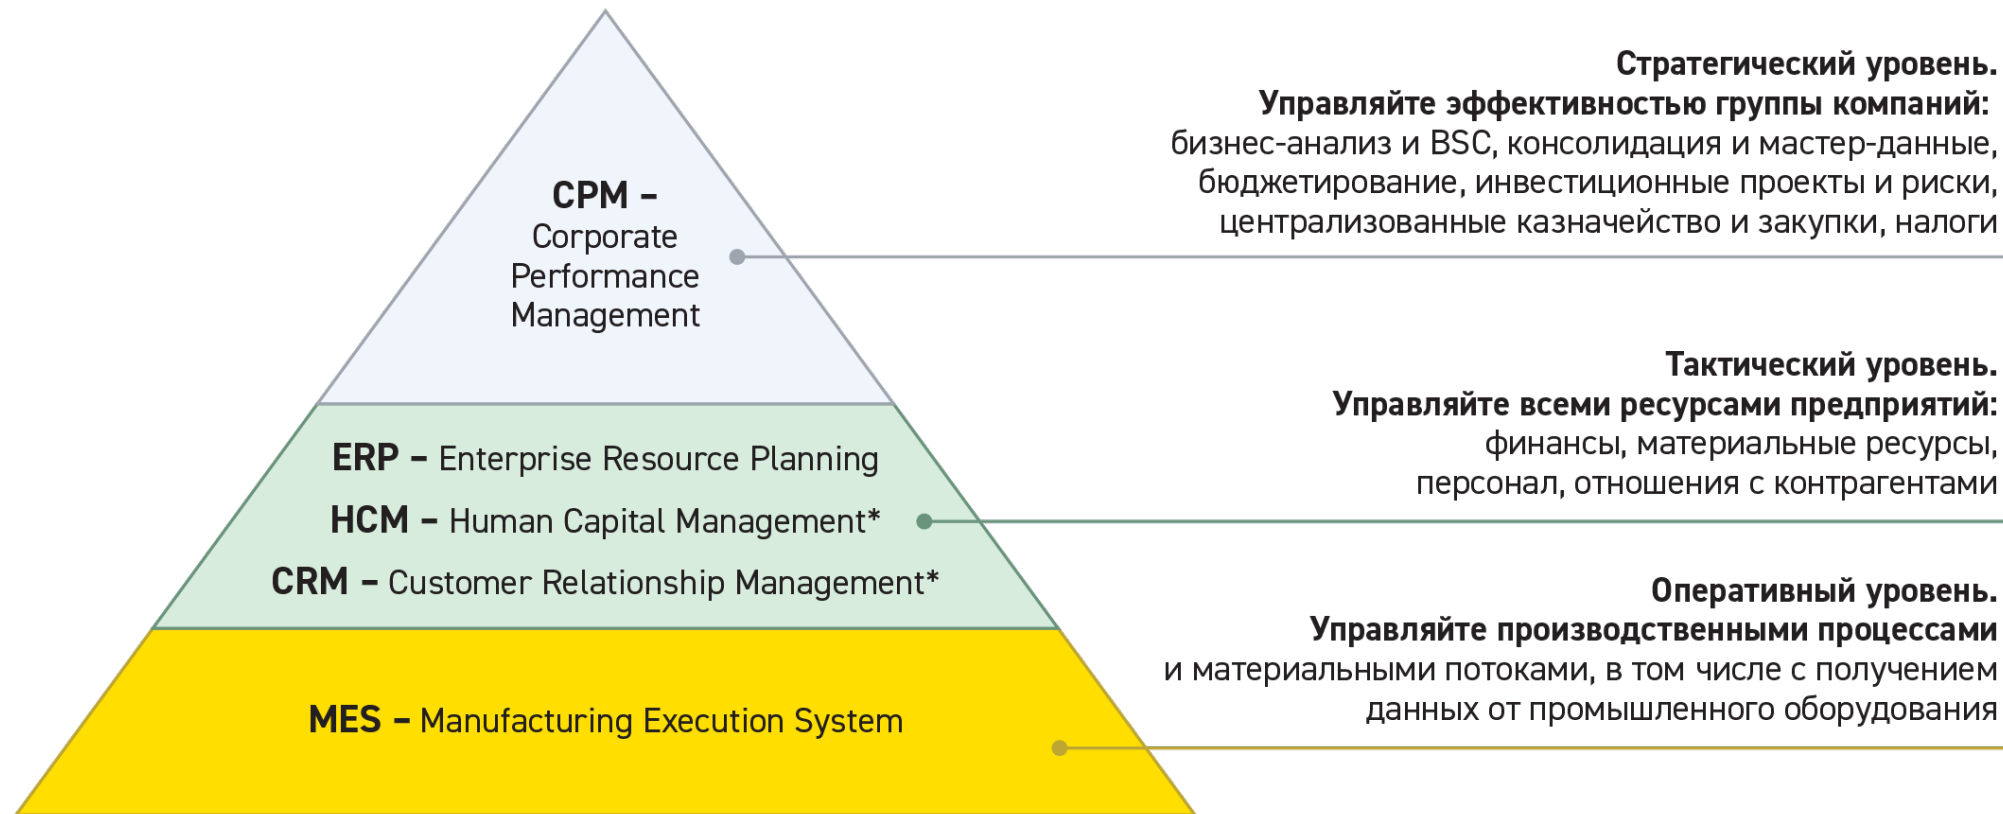 CPM –
Corporate
Performance
Management
Стратегический уровень.
Управляйте эффективностью группы компаний:
бизнес-анализ и BSC, консолидация и мастер-данные,
бюджетирование, инвестиционные проекты и риски,
централизованные казначейство и закупки, налоги
ERP – Enterprise Resource Planning
HCM – Human Capital Management*
CRM – Customer Relationship Management*
Тактический уровень.
Управляйте всеми ресурсами предприятий:
финансы, материальные ресурсы,
персонал, отношения с контрагентами
MES – Manufacturing Execution System
Оперативный уровень.
Управляйте производственными процессами
и материальными потоками, в том числе с получением
данных от промышленного оборудования